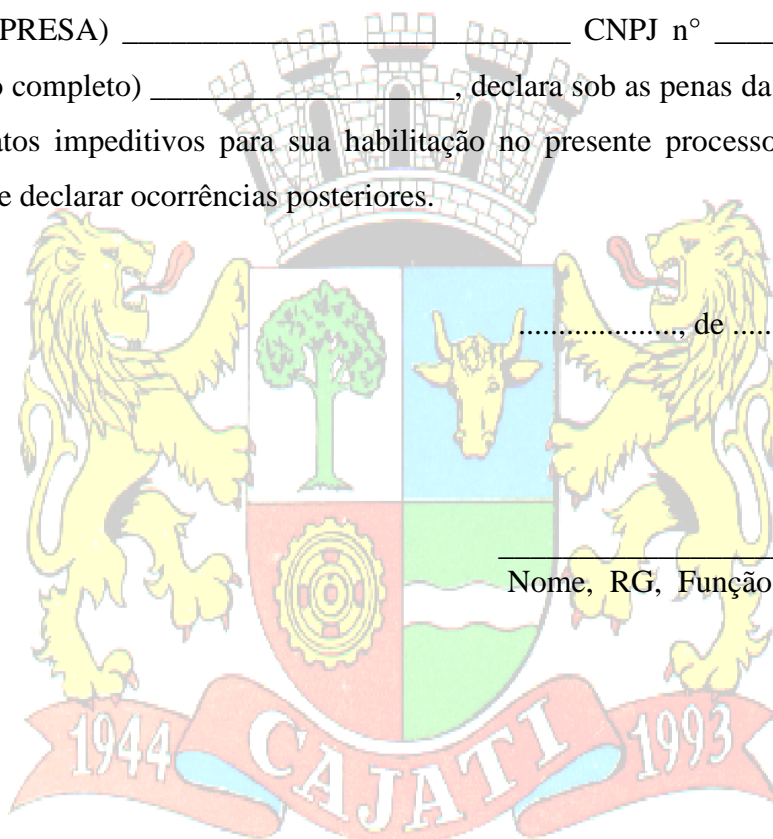 PRESA) ____________________________ CNPJ n° ____
o completo) ___________________, declara sob as penas da
atos impeditivos para sua habilitação no presente processo
e declarar ocorrências posteriores.
...................., de .....
__________________
Nome, RG, Função
1944 CAJATI 1993